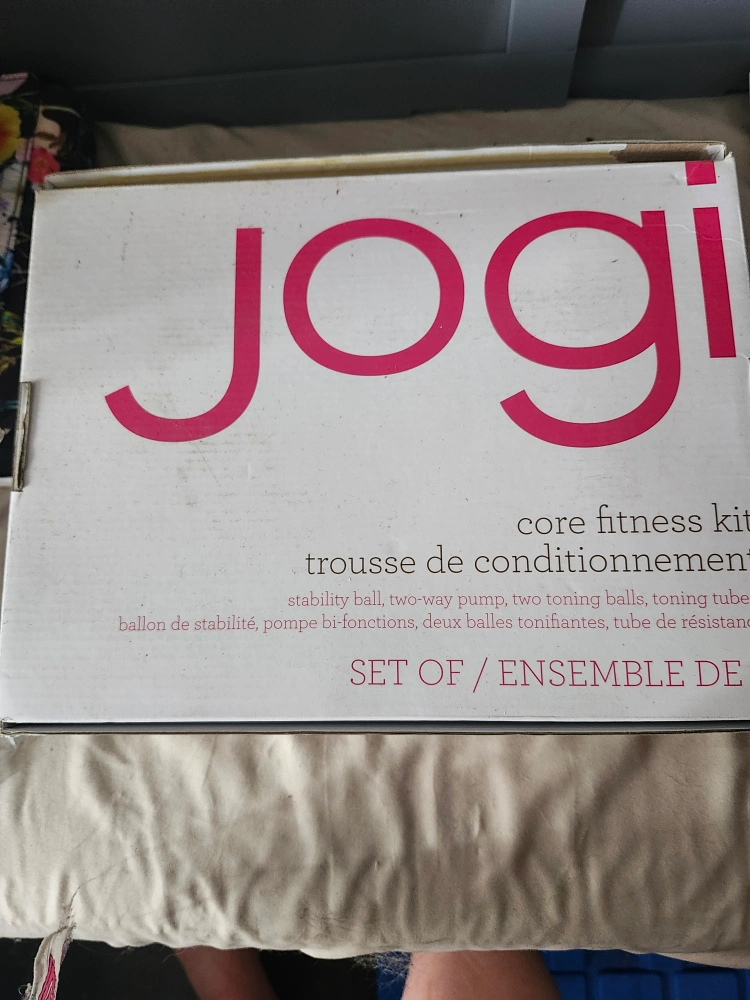 jogi
core fitness kit
trousse de conditionnement
stability ball, two-way pump, two toning balls, toning tube
ballon de stabilité, pompe bi-fonctions, deux balles tonifiantes, tube de résistanc
SET OF / ENSEMBLE DE